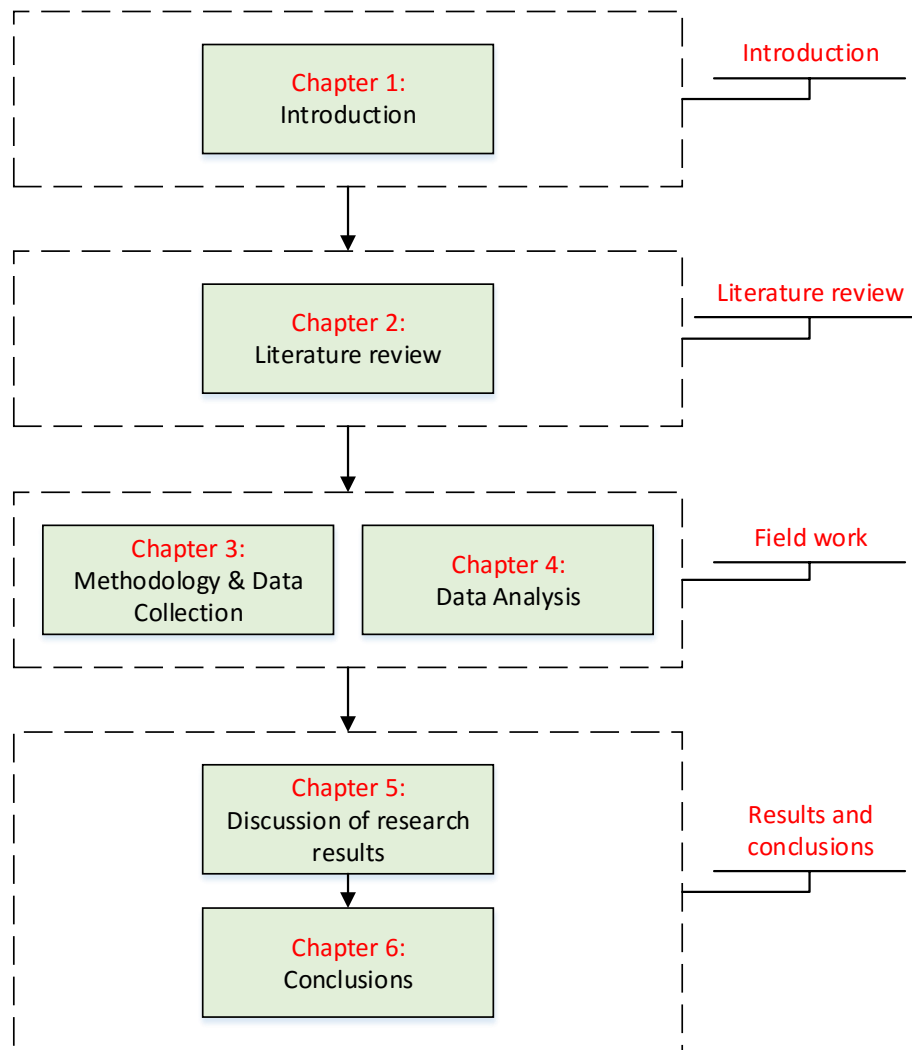 Chapter 1:
Introduction
Introduction
Chapter 2:
Literature review
Literature review
Chapter 3:
Methodology & Data
Collection
Chapter 4:
Data Analysis
Field work
Chapter 5:
Discussion of research
results
Chapter 6:
Conclusions
Results and
conclusions